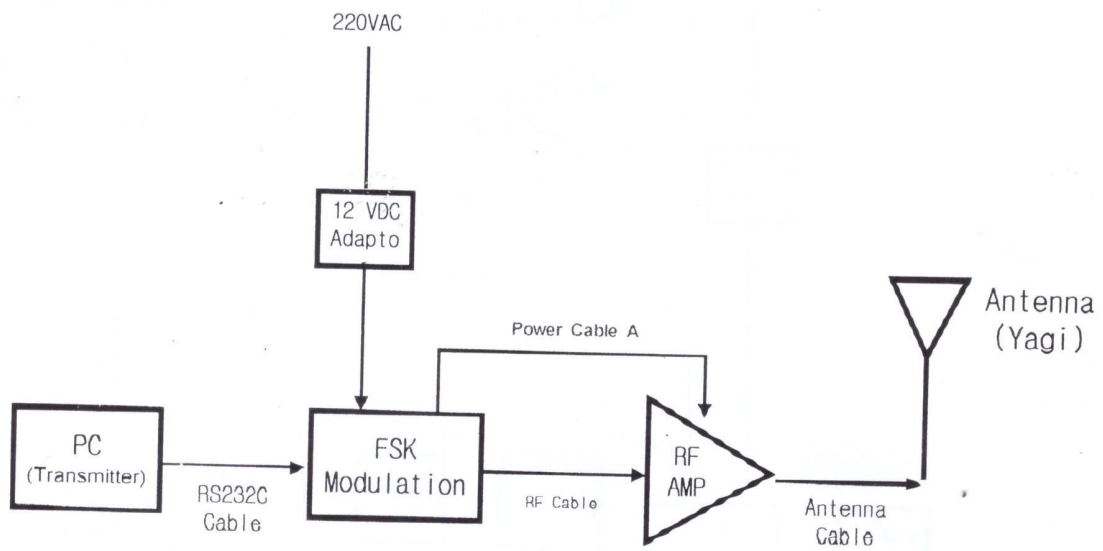 220VAC
12 VDC
Adapto
Power Cable A
Antenna
(Yagi)
PC
(Transmitter)
RS232C
Cable
FSK
Modulation
RF Cable
RF
AMP
Antenna
Cable